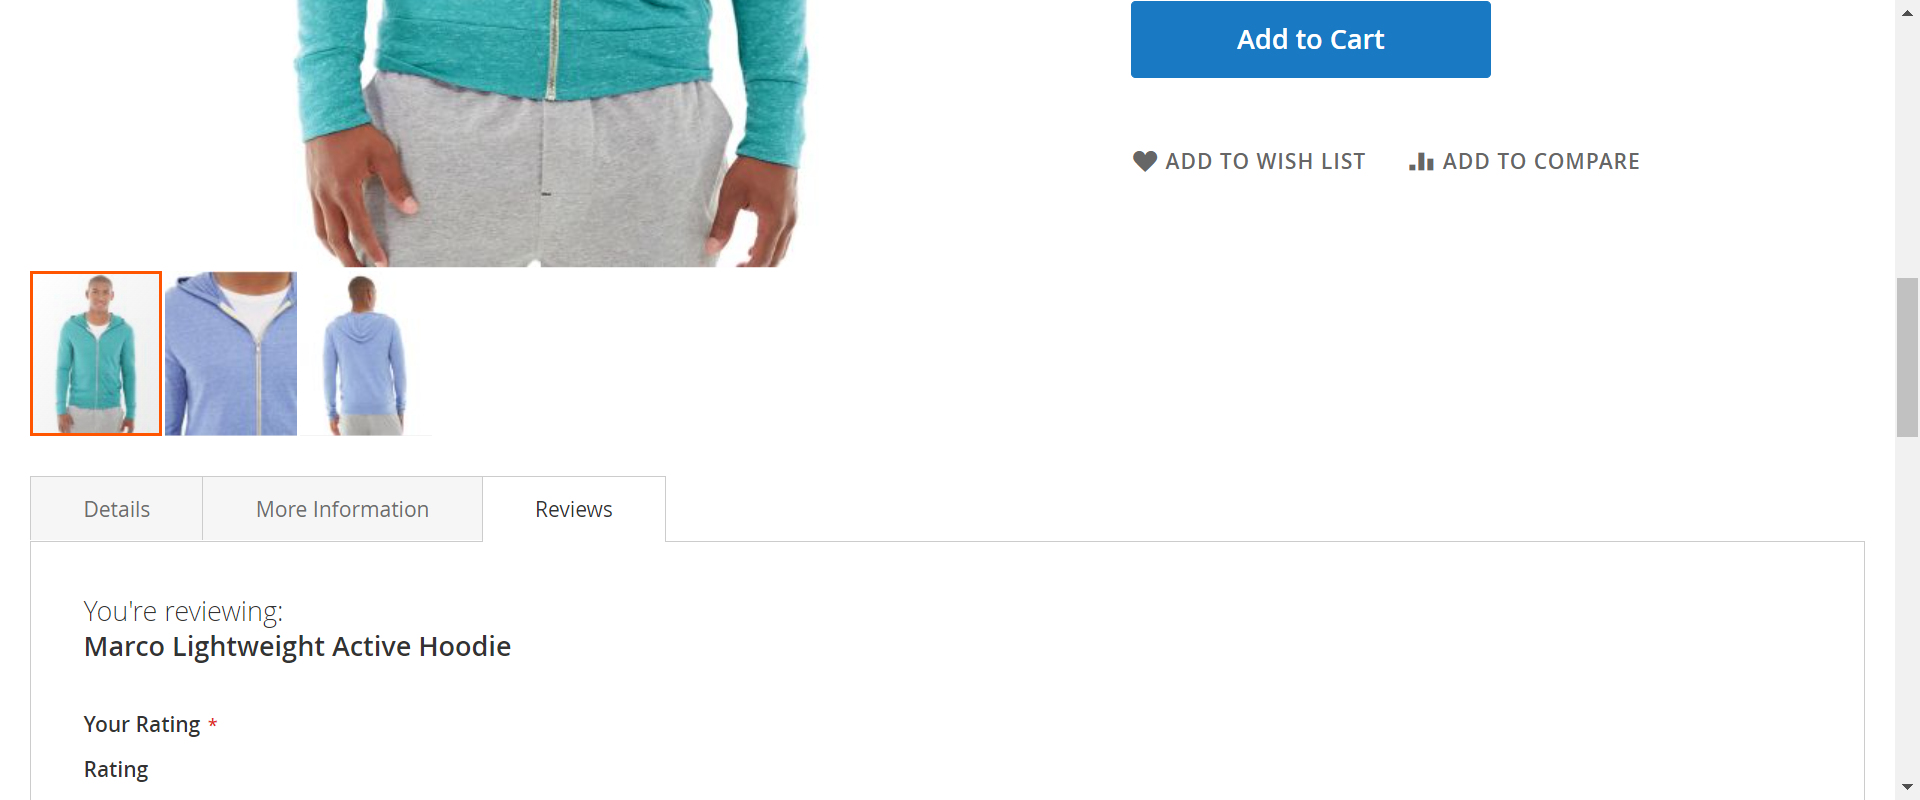 Add to Cart
ADD TO WISH LIST
ADD TO COMPARE
Details
More Information
Reviews
You're reviewing:
Marco Lightweight Active Hoodie
Your Rating *
Rating